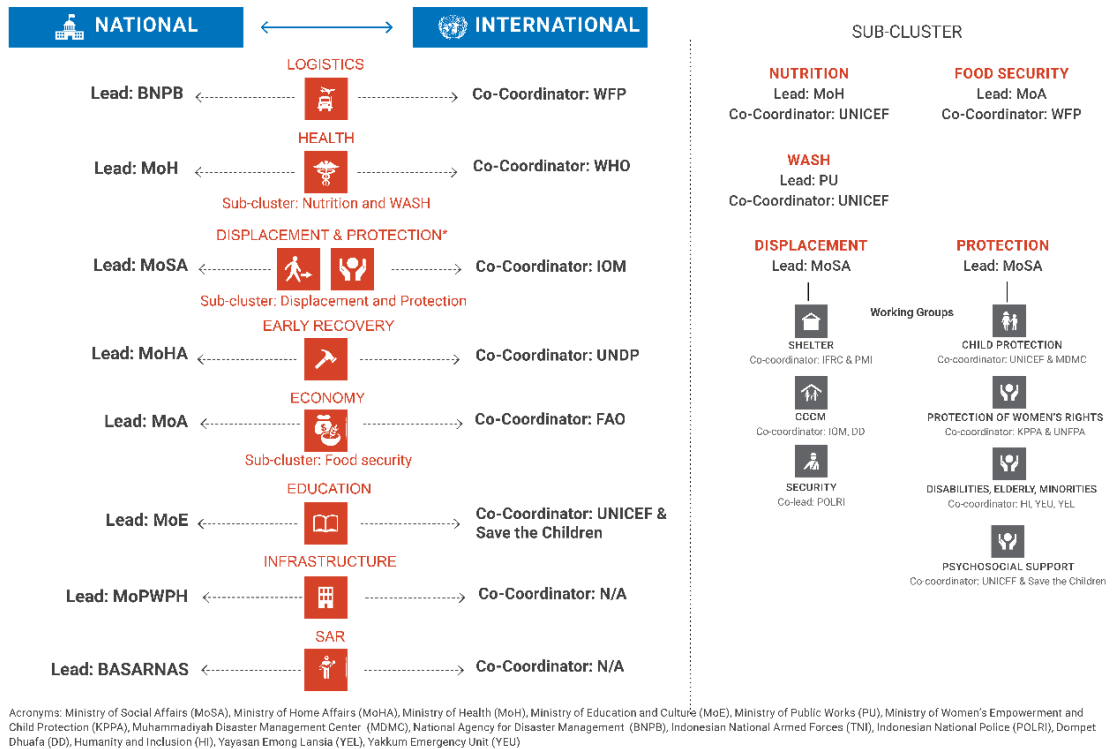 NATIONAL
INTERNATIONAL
LOGISTICS
Lead: BNPB
Co-Coordinator: WFP
HEALTH
Lead: MoH
Co-Coordinator: WHO
Sub-cluster: Nutrition and WASH
DISPLACEMENT & PROTECTION*
Lead: MoSA
Co-Coordinator: IOM
Sub-cluster: Displacement and Protection
EARLY RECOVERY
Lead: MoHA
Co-Coordinator: UNDP
ECONOMY
Lead: MoA
Co-Coordinator: FAO
Sub-cluster: Food security
EDUCATION
Lead: MoE
Co-Coordinator: UNICEF &
Save the Children
INFRASTRUCTURE
Lead: MoPWPH
Co-Coordinator: N/A
SAR
Lead: BASARNAS
Co-Coordinator: N/A
SUB-CLUSTER
NUTRITION
Lead: MoH
Co-Coordinator: UNICEF
FOOD SECURITY
Lead: MoA
Co-Coordinator: WFP
WASH
Lead: PU
Co-Coordinator: UNICEF
DISPLACEMENT
Lead: MoSA
PROTECTION
Lead: MoSA
Working Groups
SHELTER
Co-coordinator: IFRC & PMI
CCCM
Co-coordinator: IOM, DD
SECURITY
Co-lead: POLRI
CHILD PROTECTION
Co-coordinator: UNICEF & MDMC
PROTECTION OF WOMEN'S RIGHTS
Co-coordinator: KPPA & UNFPA
DISABILITIES, ELDERLY, MINORITIES
Co-coordinator: HI, YEU, YEL
PSYCHOSOCIAL SUPPORT
Co-coordinator: UNICEF & Save the Children
Acronyms: Ministry of Social Affairs (MoSA), Ministry of Home Affairs (MoHA), Ministry of Health (MoH), Ministry of Education and Culture (MoE), Ministry of Public Works (PU), Ministry of Women's Empowerment and
Child Protection (KPPA), Muhammadiyah Disaster Management Center (MDMC), National Agency for Disaster Management (BNPB), Indonesian National Armed Forces (TNI), Indonesian National Police (POLRI), Dompet
Dhuafa (DD), Humanity and Inclusion (HI), Yayasan Emong Lansia (YEL), Yakkum Emergency Unit (YEU)